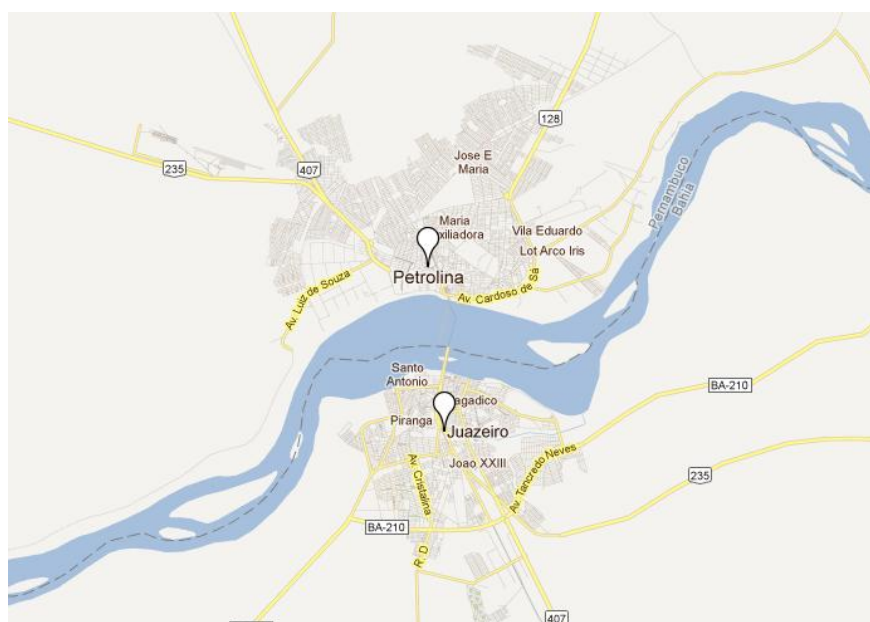 128
Jose E
Maria
235
407
Pernambuco
Bahia
Maria
xiliadora
Vila Eduardo
Lot Arco Iris
Petrolina
Av. Luiz de Souza
Av. Cardoso de Sá
Santo
Antonio
BA-210
agadico
Piranga
Juazeiro
Joao XXIII
Av. Cristalina
Av. Tancredo Neves
235
BA-210
R. D
407